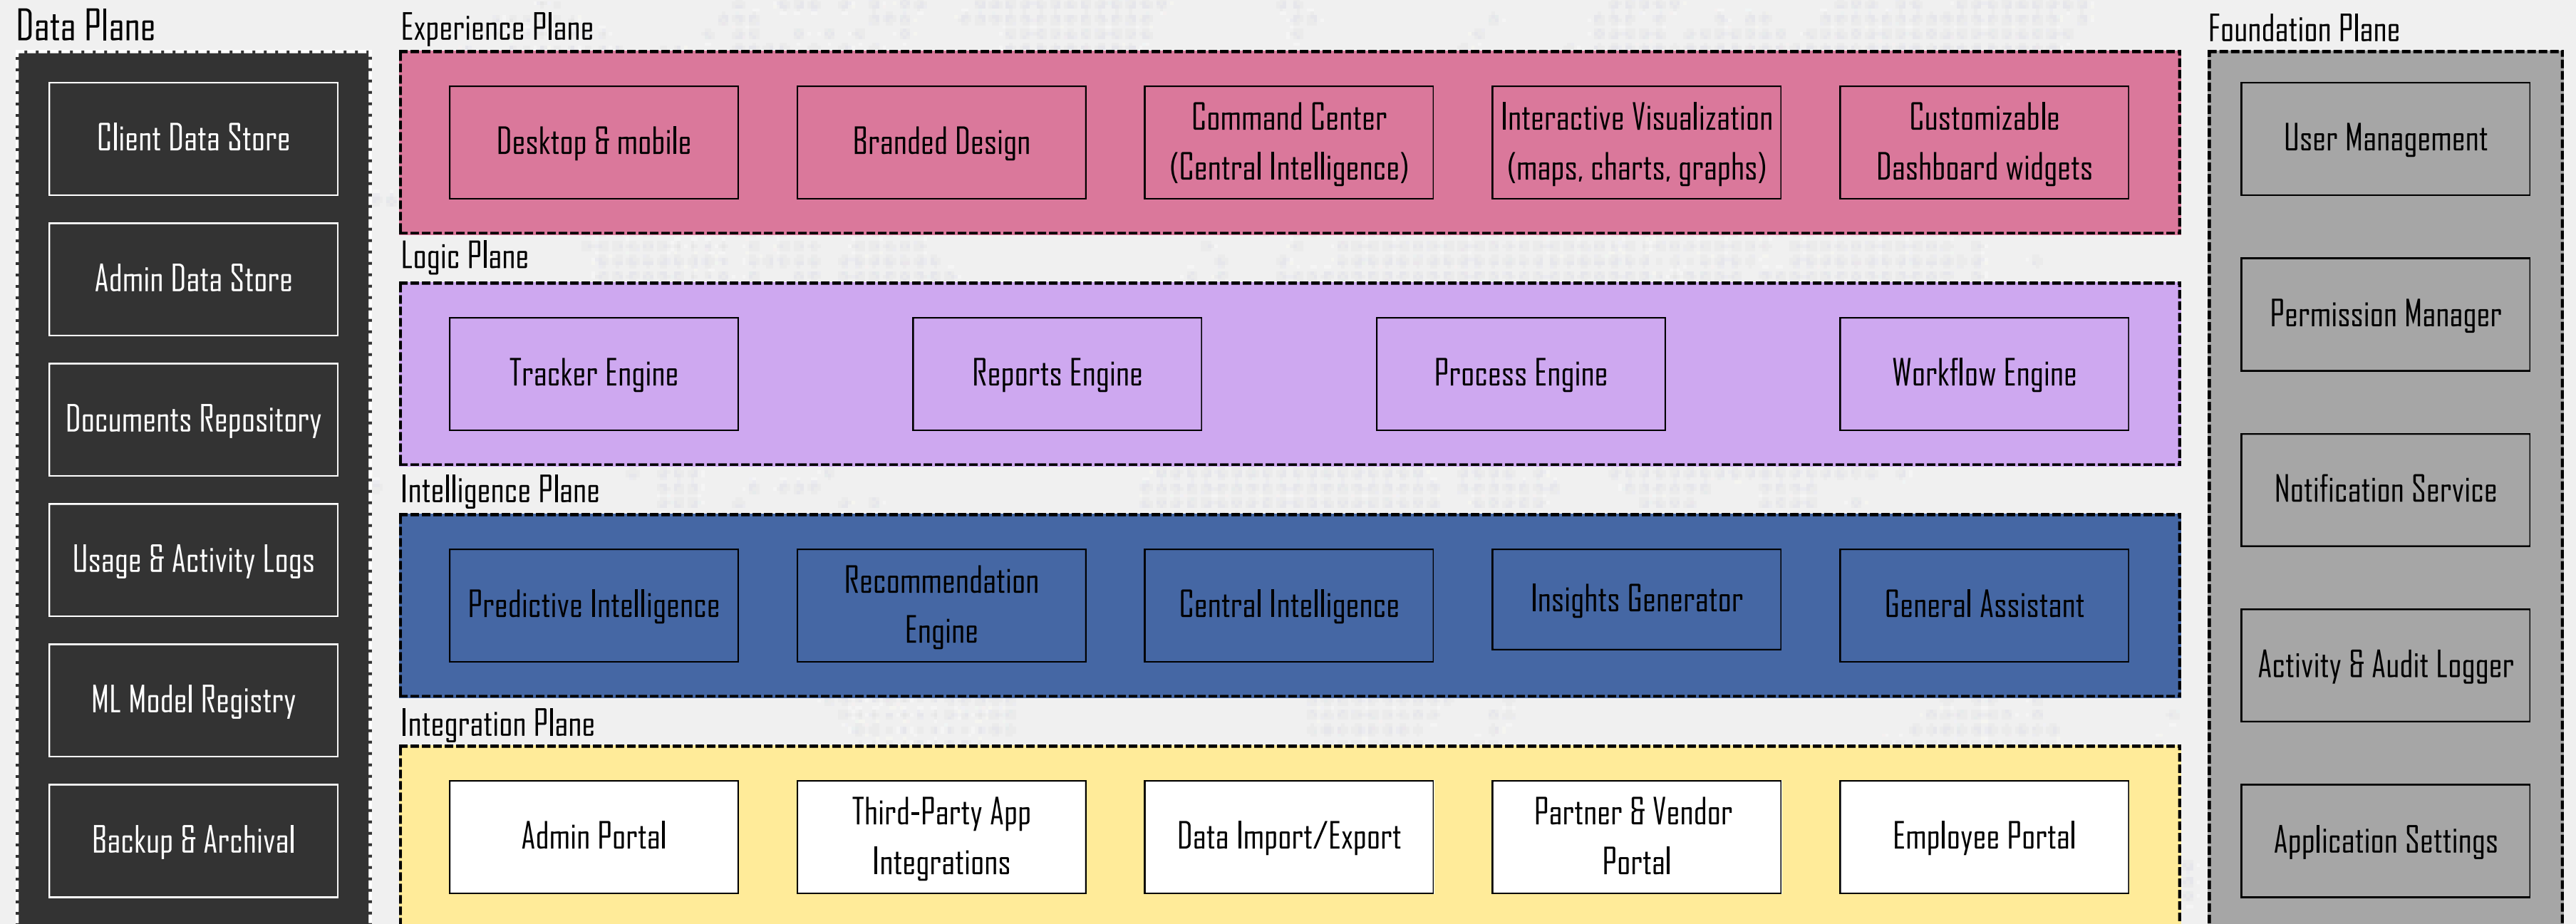 Data Plane
Client Data Store
Admin Data Store
Documents Repository
Usage & Activity Logs
ML Model Registry
Backup & Archival
Experience Plane
Desktop & mobile
Branded Design
Command Center
(Central Intelligence)
Interactive Visualization
(maps, charts, graphs)
Customizable
Dashboard widgets
Logic Plane
Tracker Engine
Reports Engine
Process Engine
Workflow Engine
Intelligence Plane
Predictive Intelligence
Recommendation
Engine
Central Intelligence
Insights Generator
General Assistant
Integration Plane
Admin Portal
Third-Party App
Integrations
Data Import/Export
Partner & Vendor
Portal
Employee Portal
Foundation Plane
User Management
Permission Manager
Notification Service
Activity & Audit Logger
Application Settings